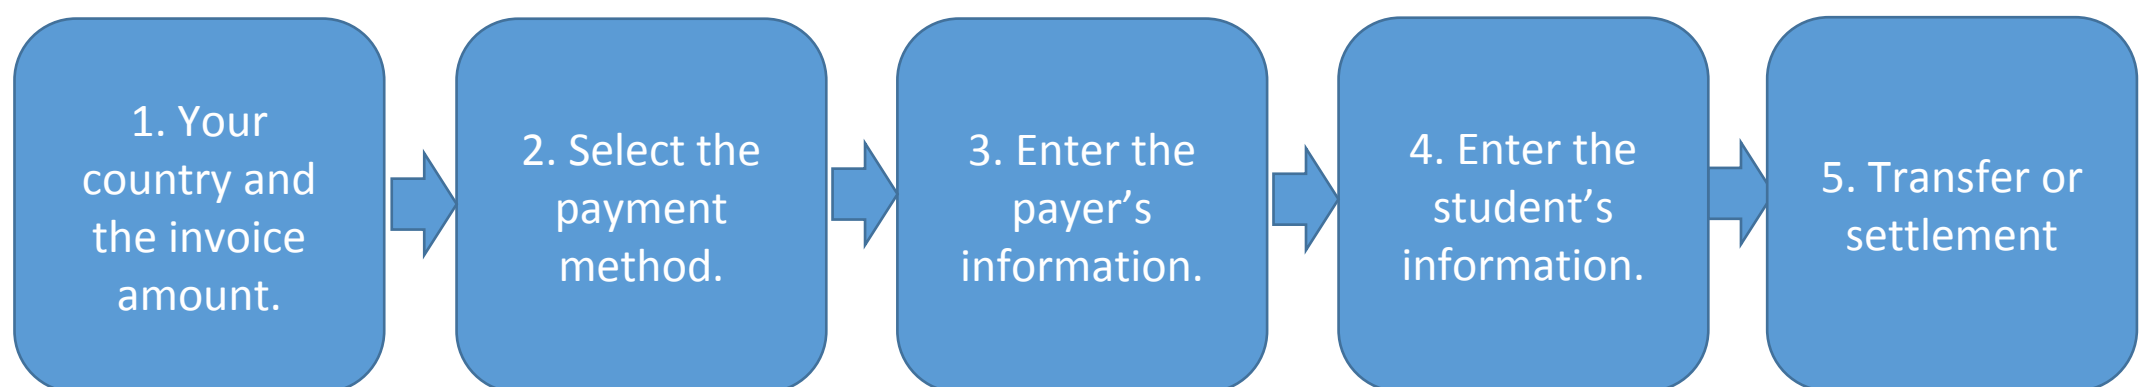 1. Your
country and
the invoice
amount.
2. Select the
payment
method.
3. Enter the
payer’s
information.
4. Enter the
student’s
information.
5. Transfer or
settlement